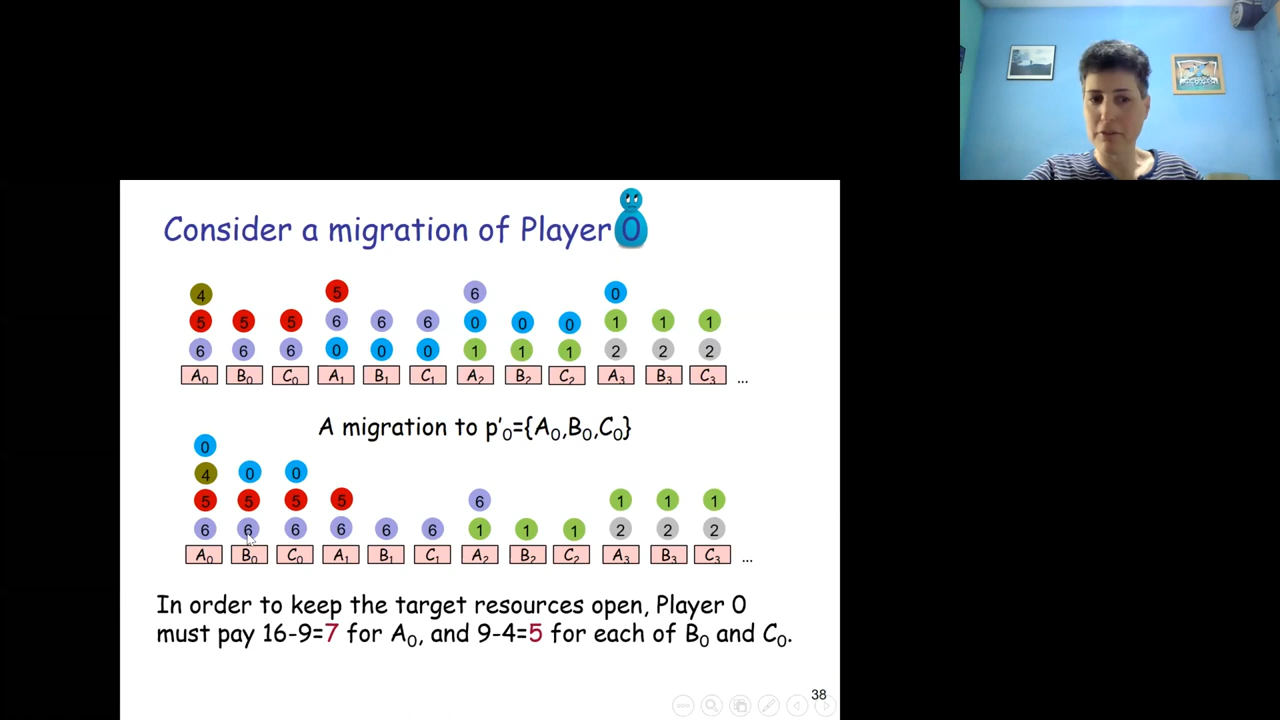 Consider a migration of Player 0
4 5 6 0
5 5 5 6 6 6 0 0 0 1 1 1
6 6 6 0 0 0 1 1 1 2 2 2
A₀ B₀ C₀ A₁ B₁ C₁ A₂ B₂ C₂ A₃ B₃ C₃ ...
A migration to p'₀={A₀,B₀,C₀}
0
4 0 0
5 5 5 5 6 1 1 1
6 6 6 6 6 6 1 1 1 2 2 2
A₀ B₀ C₀ A₁ B₁ C₁ A₂ B₂ C₂ A₃ B₃ C₃ ...
In order to keep the target resources open, Player 0
must pay 16-9=7 for A₀, and 9-4=5 for each of B₀ and C₀.
38